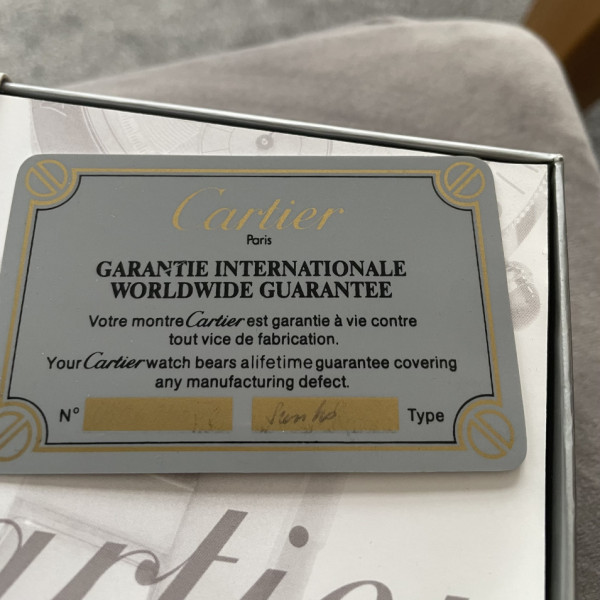 Cartier
Paris
GARANTIE INTERNATIONALE
WORLDWIDE GUARANTEE
Votre montre Cartier est garantie à vie contre
tout vice de fabrication.
Your Cartier watch bears a lifetime guarantee covering
any manufacturing defect.
N° Type